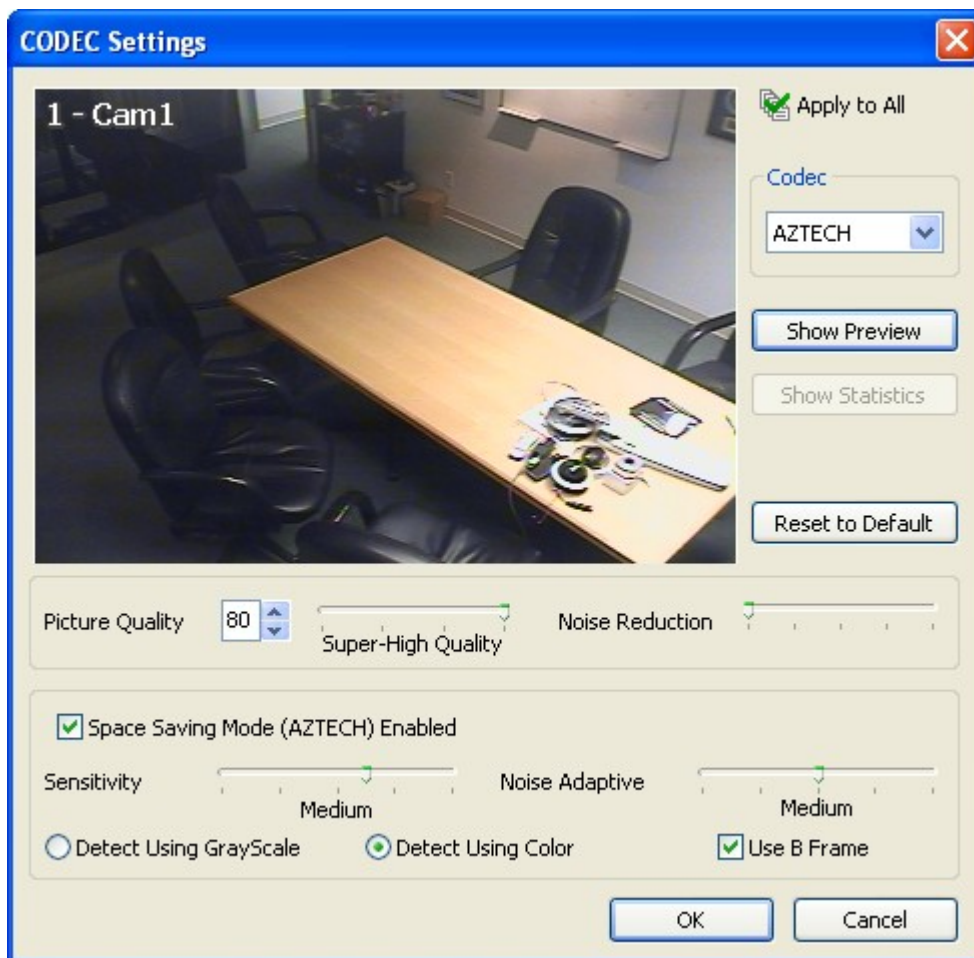 CODEC Settings
1 - Cam1
Apply to All
Codec
AZTECH
Show Preview
Show Statistics
Reset to Default
Picture Quality 80 Super-High Quality Noise Reduction
Space Saving Mode (AZTECH) Enabled
Sensitivity Medium Noise Adaptive Medium
Detect Using GrayScale Detect Using Color Use B Frame
OK Cancel